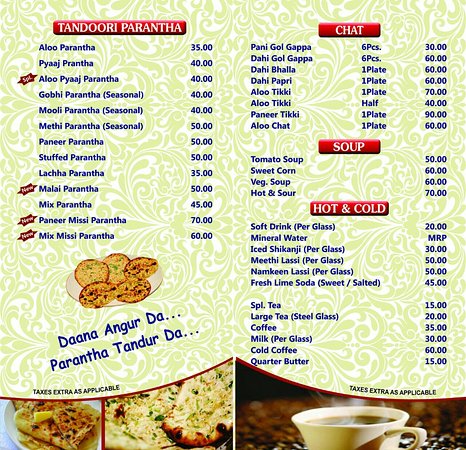 TANDOORI PARANTHA
Aloo Parantha 35.00
Pyaaj Prantha 40.00
Spl. Aloo Pyaaj Parantha 40.00
Gobhi Parantha (Seasonal) 40.00
Mooli Parantha (Seasonal) 40.00
Methi Parantha (Seasonal) 50.00
Paneer Parantha 50.00
Stuffed Parantha 50.00
Lachha Parantha 35.00
New Malai Parantha 50.00
Mix Parantha 45.00
New Paneer Missi Parantha 70.00
New Mix Missi Parantha 60.00
Daana Angur Da...
Parantha Tandur Da...
TAXES EXTRA AS APPLICABLE
CHAT
Pani Gol Gappa 6Pcs. 30.00
Dahi Gol Gappa 6Pcs. 60.00
Dahi Bhalla 1Plate 60.00
Dahi Papri 1Plate 60.00
Aloo Tikki 1Plate 70.00
Aloo Tikki Half 40.00
Paneer Tikki 1Plate 90.00
Aloo Chat 1Plate 60.00
SOUP
Tomato Soup 50.00
Sweet Corn 60.00
Veg. Soup 60.00
Hot & Sour 70.00
HOT & COLD
Soft Drink (Per Glass) 20.00
Mineral Water MRP
Iced Shikanji (Per Glass) 30.00
Meethi Lassi (Per Glass) 50.00
Namkeen Lassi (Per Glass) 50.00
Fresh Lime Soda (Sweet / Salted) 45.00
Spl. Tea 15.00
Large Tea (Steel Glass) 20.00
Coffee 35.00
Milk (Per Glass) 30.00
Cold Coffee 60.00
Quarter Butter 15.00
TAXES EXTRA AS APPLICABLE